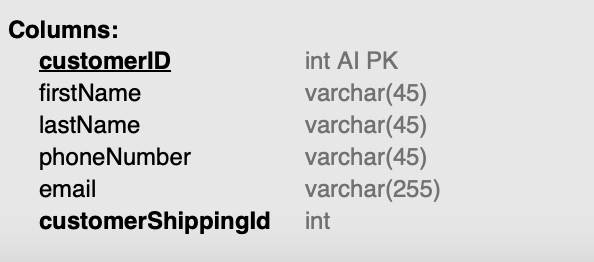 Columns:
customerID int AI PK
firstName varchar(45)
lastName varchar(45)
phoneNumber varchar(45)
email varchar(255)
customerShippingId int